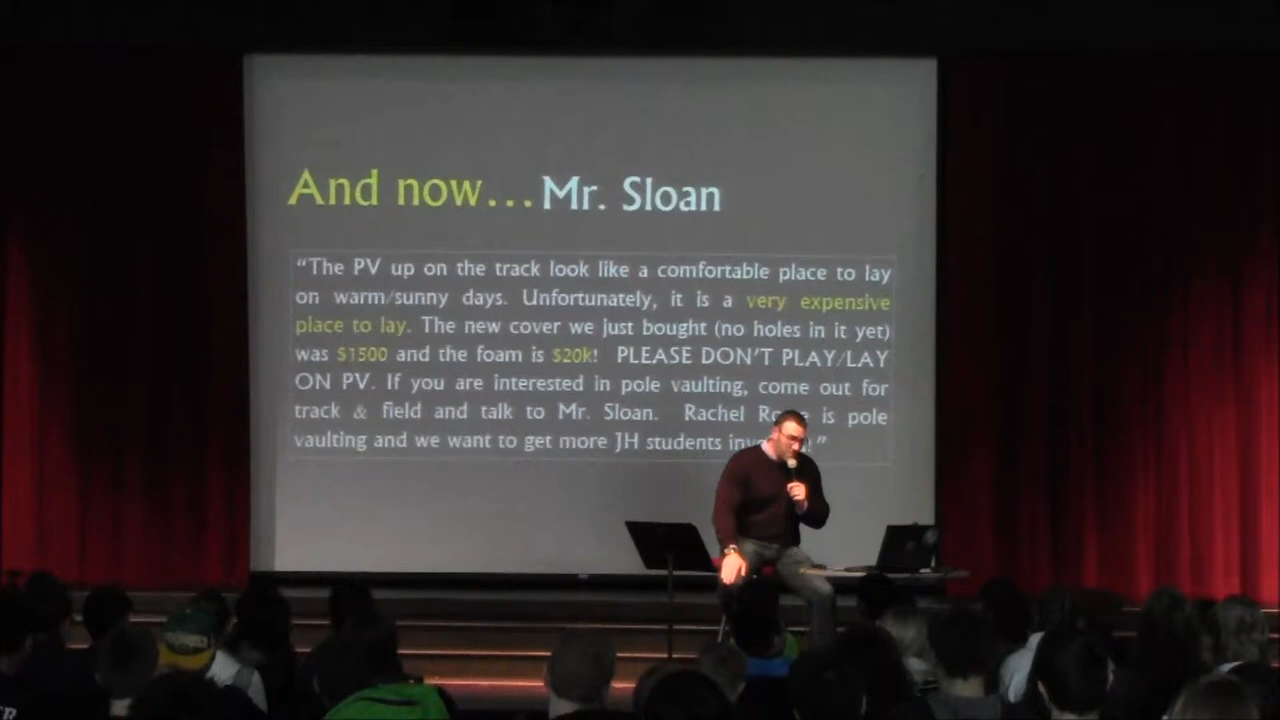 And now... Mr. Sloan
“The PV up on the track look like a comfortable place to lay
on warm/sunny days. Unfortunately, it is a very expensive
place to lay. The new cover we just bought (no holes in it yet)
was $1500 and the foam is $20k! PLEASE DON'T PLAY/LAY
ON PV. If you are interested in pole vaulting, come out for
track & field and talk to Mr. Sloan. Rachel is pole
vaulting and we want to get more JH students ”